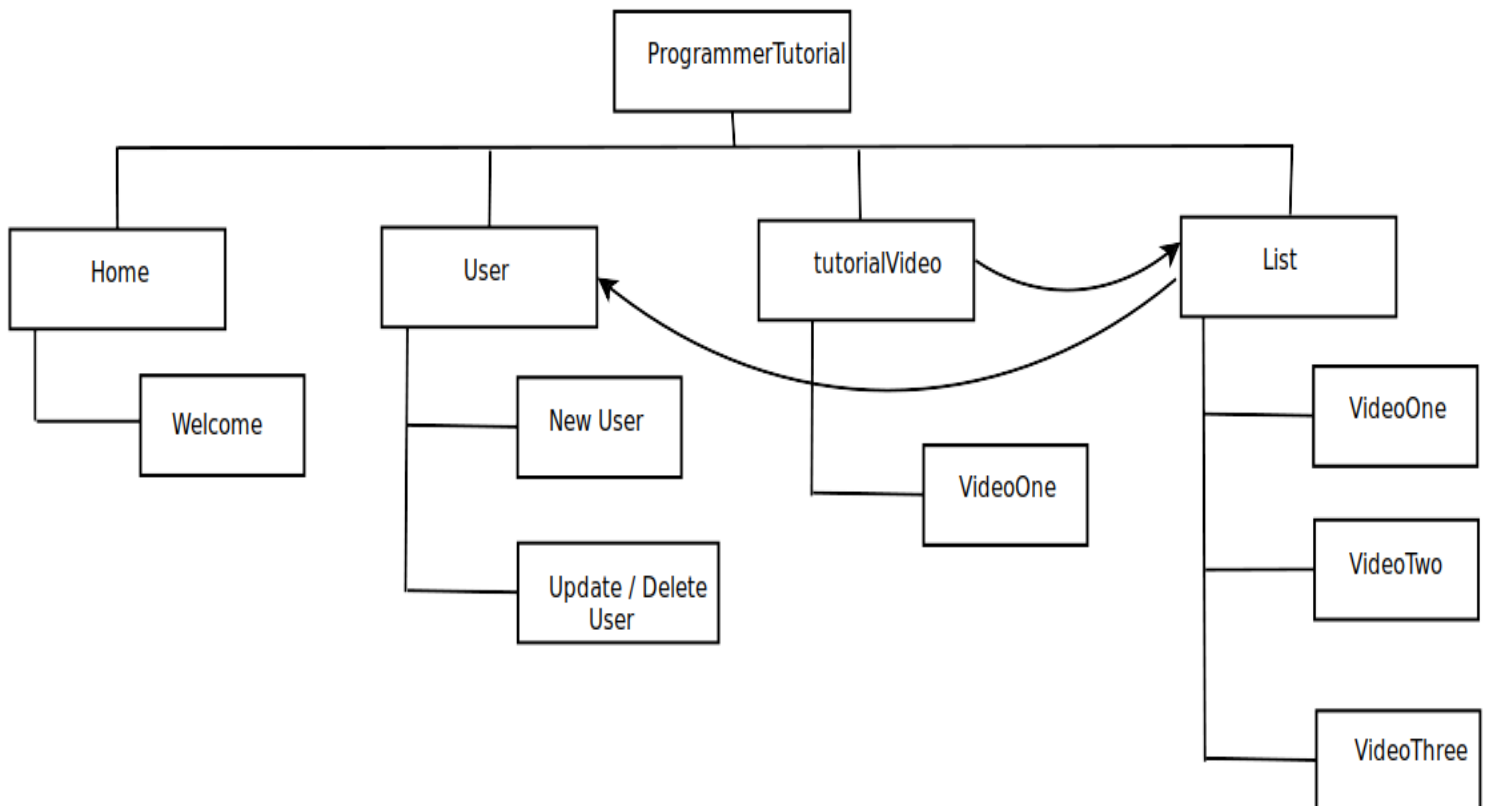 ProgrammerTutorial
Home
User
tutorialVideo
List
Welcome
New User
Update / Delete
User
VideoOne
VideoOne
VideoTwo
VideoThree